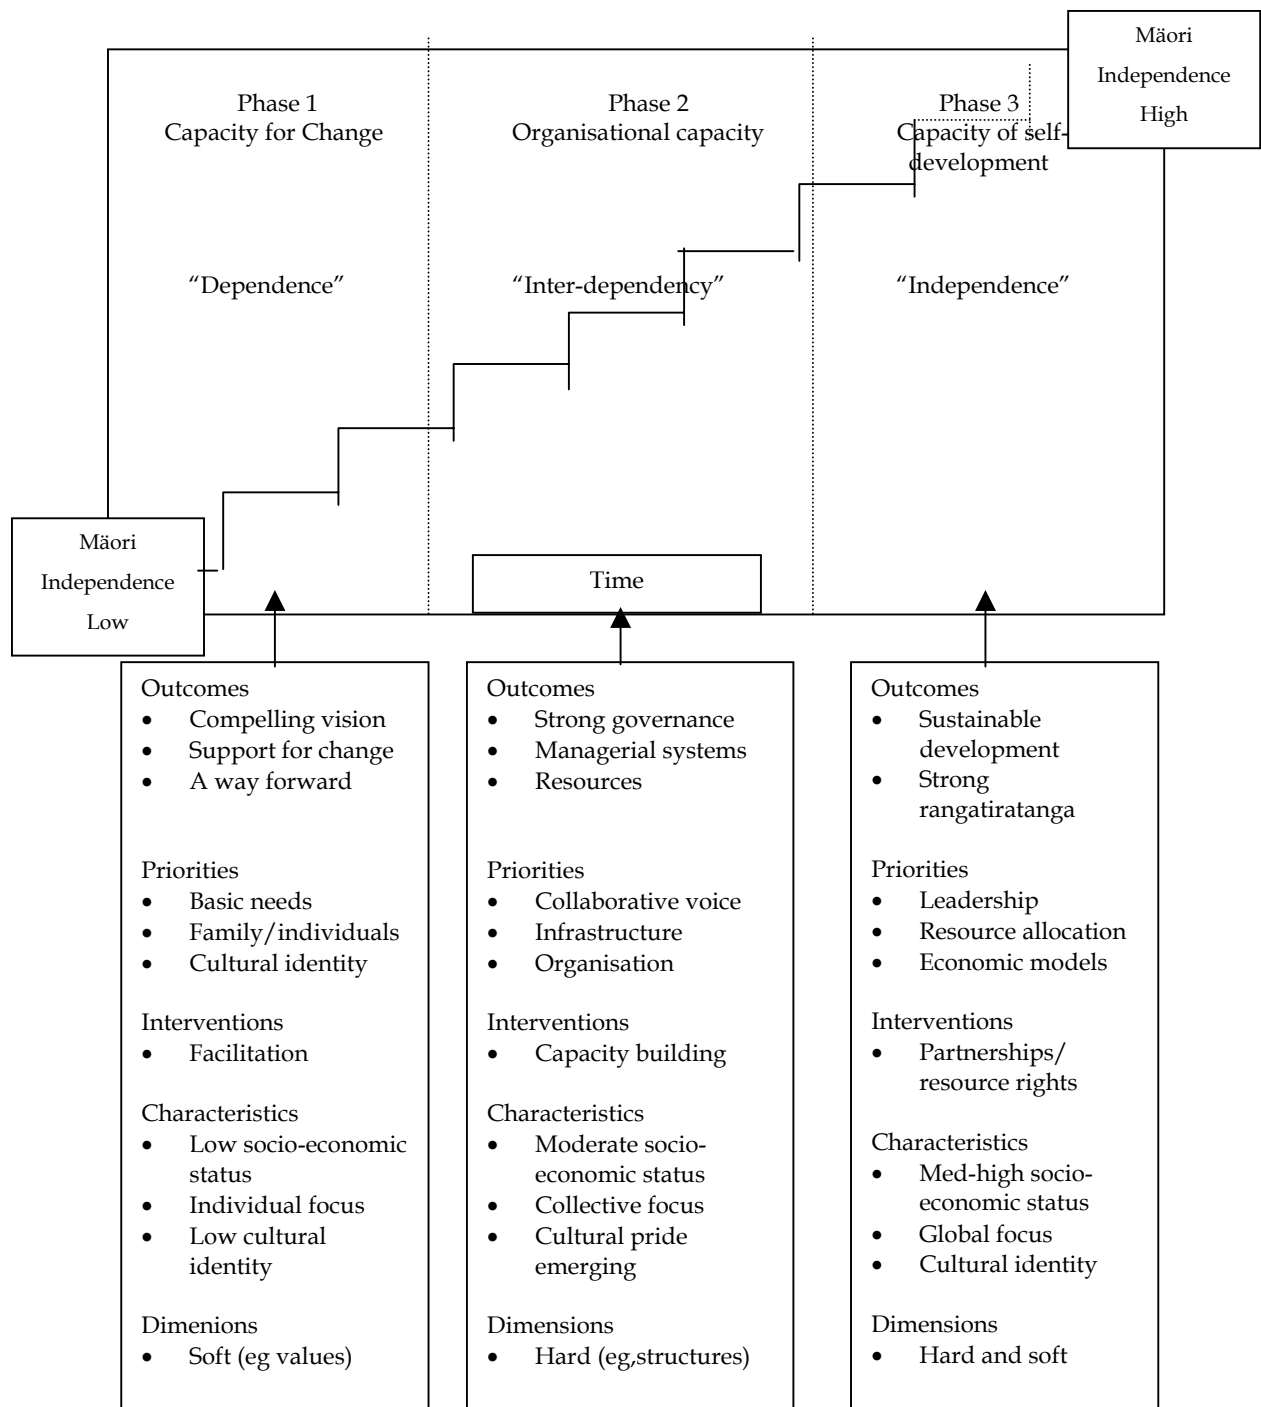 Mäori
Independence
High
Phase 1
Capacity for Change
Phase 2
Organisational capacity
Phase 3
Capacity of self-
development
“Dependence”
“Inter-dependency”
“Independence”
Mäori
Independence
Low
Time
Outcomes
• Compelling vision
• Support for change
• A way forward
Priorities
• Basic needs
• Family/individuals
• Cultural identity
Interventions
• Facilitation
Characteristics
• Low socio-economic
status
• Individual focus
• Low cultural
identity
Dimenions
• Soft (eg values)
Outcomes
• Strong governance
• Managerial systems
• Resources
Priorities
• Collaborative voice
• Infrastructure
• Organisation
Interventions
• Capacity building
Characteristics
• Moderate socio-
economic status
• Collective focus
• Cultural pride
emerging
Dimensions
• Hard (eg,structures)
Outcomes
• Sustainable
development
• Strong
rangatiratanga
Priorities
• Leadership
• Resource allocation
• Economic models
Interventions
• Partnerships/
resource rights
Characteristics
• Med-high socio-
economic status
• Global focus
• Cultural identity
Dimensions
• Hard and soft